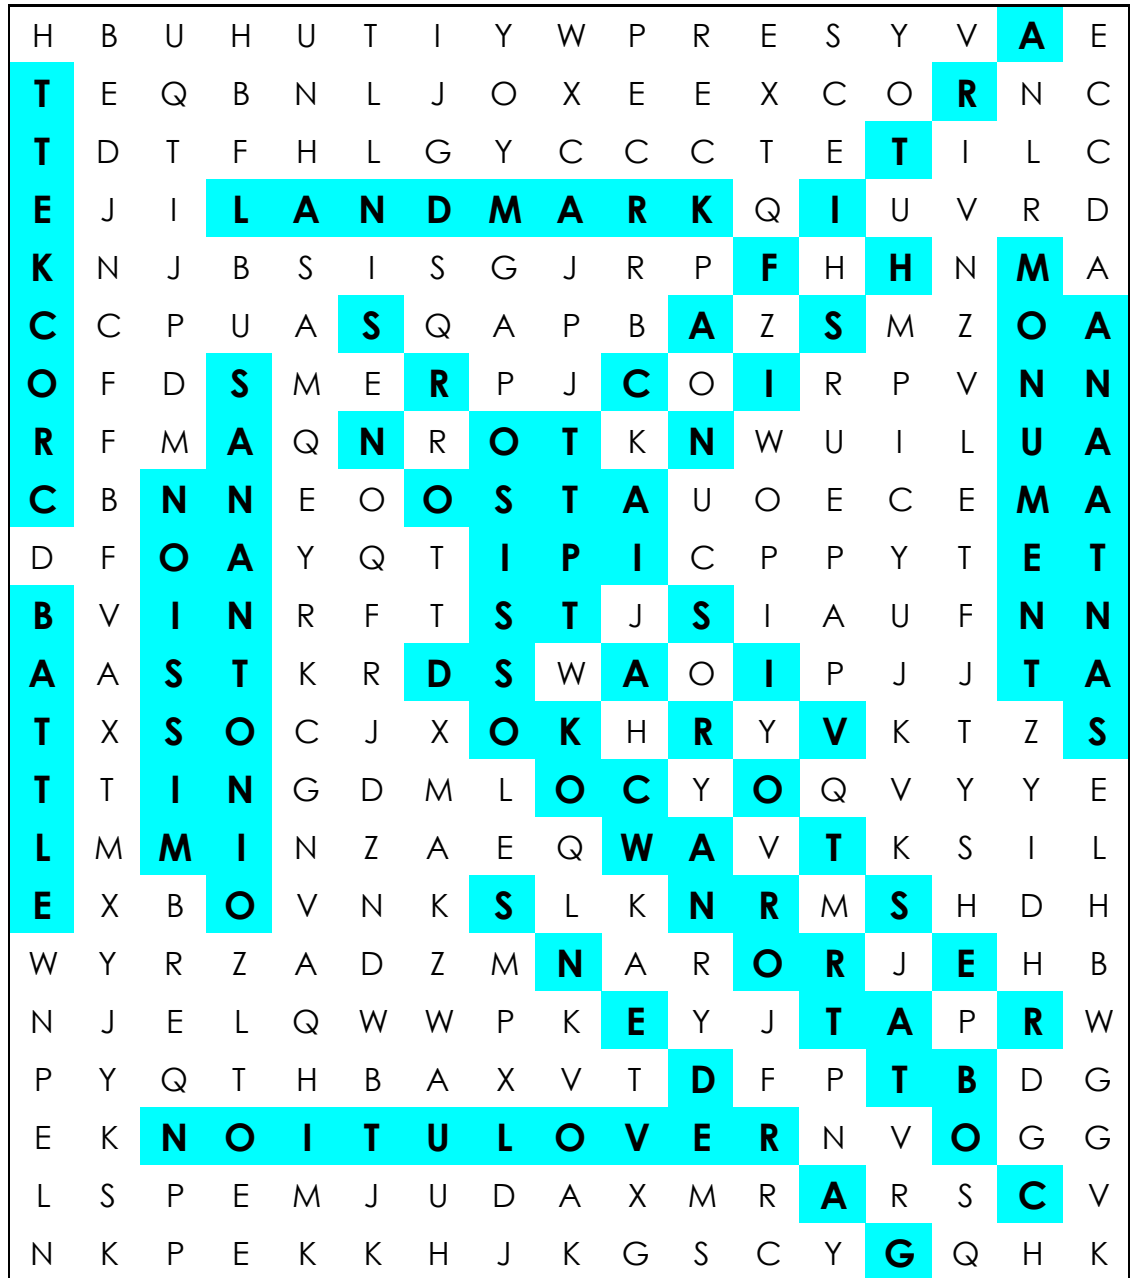 H B U H U T I Y W P R E S Y V A E
T E Q B N L J O X E E X C O R N C
T D T F H L G Y C C C T E T I L C
E J I L A N D M A R K Q I U V R D
K N J B S I S G J R P F H H N M A
C C P U A S Q A P B A Z S M Z O A
O F D S M E R P J C O I R P V N N
R F M A Q N R O T K N W U I L U A
C B N N E O O S T A U O E C E M A
D F O A Y Q T I P I C P P Y T E T
B V I N R F T S T J S I A U F N N
A A S T K R D S W A O I P J J T A
T X S O C J X O K H R Y V K T Z S
T T I N G D M L O C Y O Q V Y Y E
L M M I N Z A E Q W A V T K S I L
E X B O V N K S L K N R M S H D H
W Y R Z A D Z M N A R O R J E H B
N J E L Q W W P K E Y J T A P R W
P Y Q T H B A X V T D F P T B D G
E K N O I T U L O V E R N V O G G
L S P E M J U D A X M R A R S C V
N K P E K K H J K G S C Y G Q H K